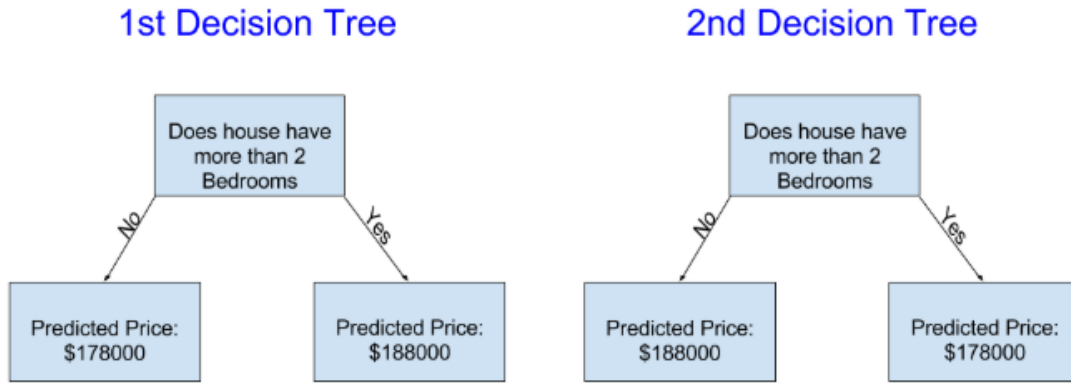 1st Decision Tree
Does house have
more than 2
Bedrooms
No
Yes
Predicted Price:
$178000
Predicted Price:
$188000
2nd Decision Tree
Does house have
more than 2
Bedrooms
No
Yes
Predicted Price:
$188000
Predicted Price:
$178000